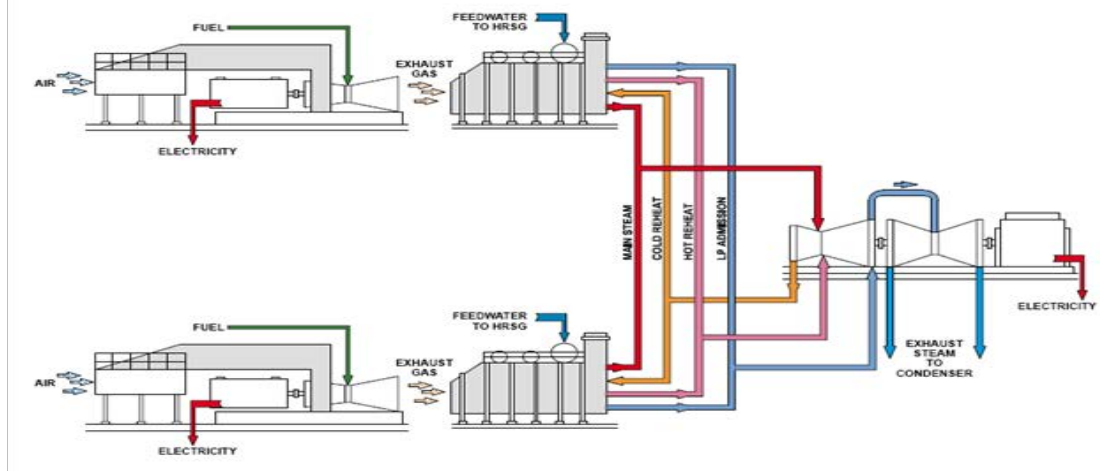 FUEL
FEEDWATER
TO HRSG
AIR
EXHAUST
GAS
ELECTRICITY
MAIN STEAM
COLD REHEAT
HOT REHEAT
LP ADMISSION
ELECTRICITY
EXHAUST
STEAM
TO
CONDENSER
FUEL
FEEDWATER
TO HRSG
AIR
EXHAUST
GAS
ELECTRICITY